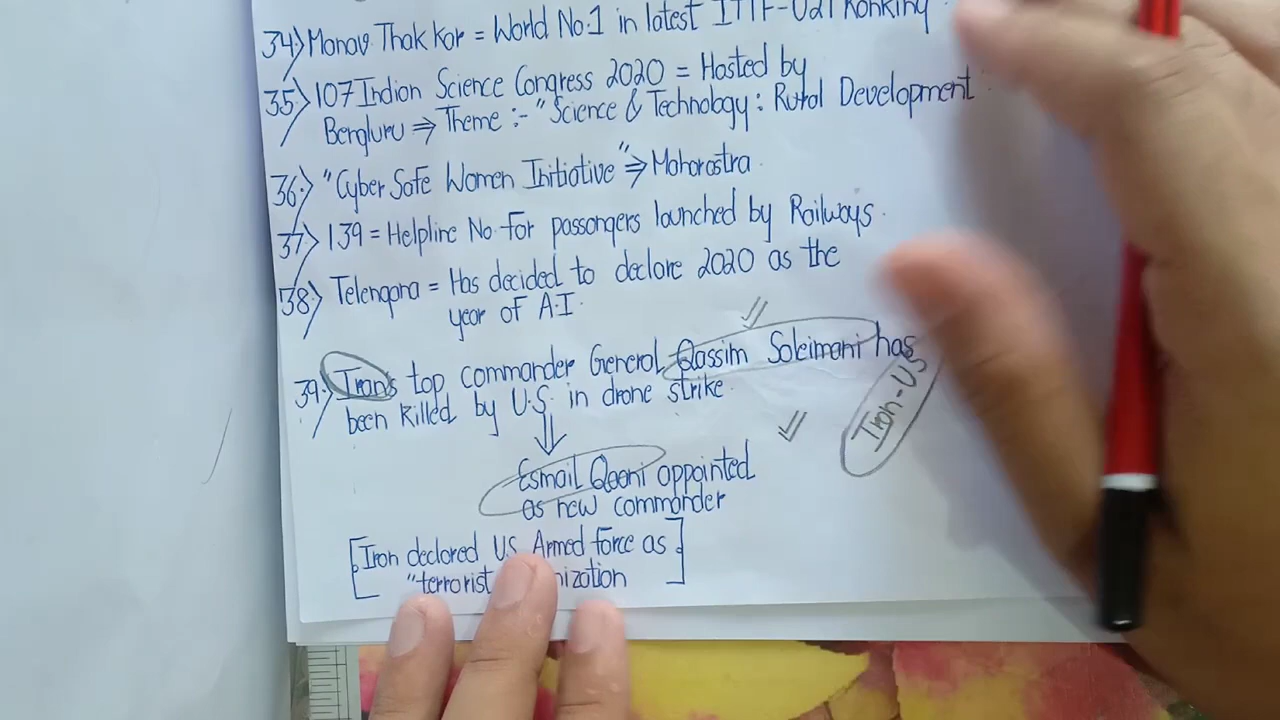 34) Manav Thakkar = World No.1 in latest ITTF-U21 Ranking.
35) 107 Indian Science Congress 2020 = Hosted by
Bengluru ⇒ Theme :- "Science & Technology: Rural Development
36) "Cyber Safe Women Initiative" ⇒ Maharastra.
37) 139 = Helpline No. for passangers launched by Railways.
38) Telengana = Has decided to declare 2020 as the
year of A.I.
39) Iran's top commander General Qassim Soleimani has
been killed by U.S. in drone strike.
Iran-US
Esmail Qaani appointed
as new commander
[Iran declared U.S. Armed force as
"terrorist